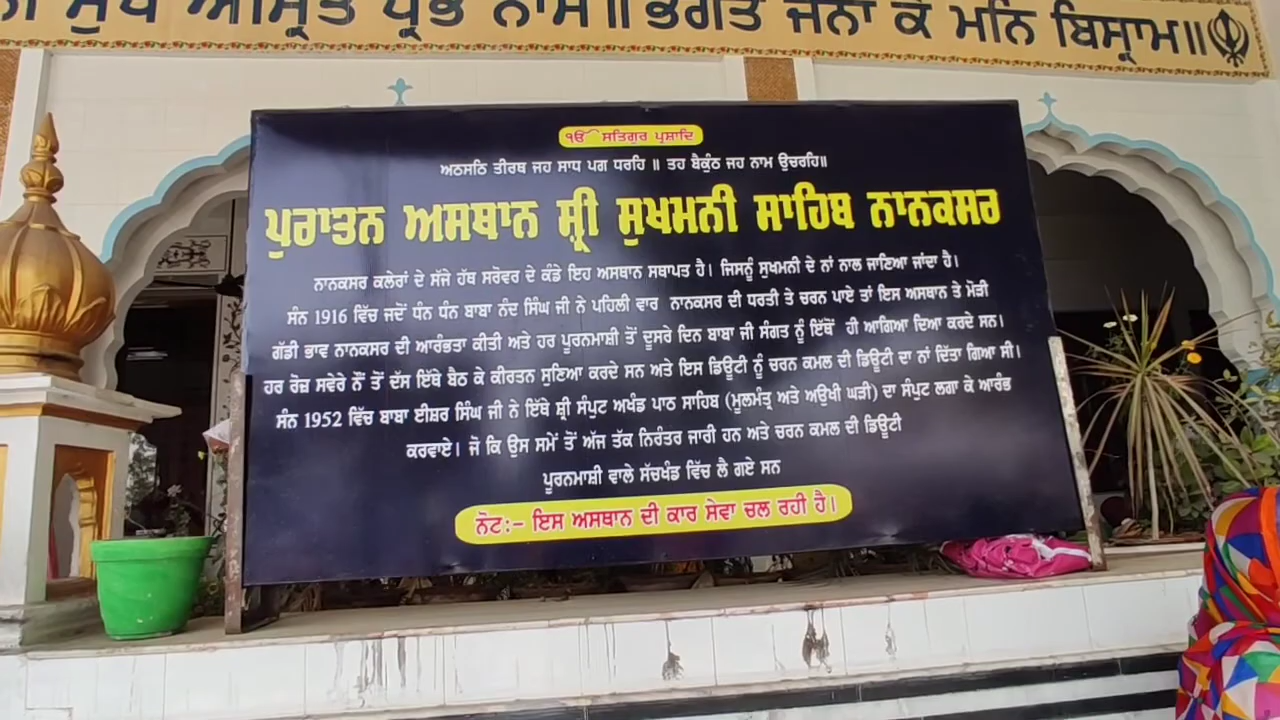 ਸੁਖ ਅੰਮ੍ਰਿਤ ਪ੍ਰਭ ਨਾਮੁ॥ ਭਗਤ ਜਨਾ ਕੈ ਮਨਿ ਬਿਸ੍ਰਾਮ॥
ੴ ਸਤਿਗੁਰ ਪ੍ਰਸ਼ਾਦਿ
ਅਠਸਠਿ ਤੀਰਥ ਜਹ ਸਾਧ ਪਗ ਧਰਹਿ ॥ ਤਹ ਬੈਕੁੰਠ ਜਹ ਨਾਮ ਉਚਰਹਿ॥
ਪੁਰਾਤਨ ਅਸਥਾਨ ਸ਼੍ਰੀ ਸੁਖਮਨੀ ਸਾਹਿਬ ਨਾਨਕਸਰ
ਨਾਨਕਸਰ ਕਲੇਰਾਂ ਦੇ ਸੱਜੇ ਹੱਥ ਸਰੋਵਰ ਦੇ ਕੰਡੇ ਇਹ ਅਸਥਾਨ ਸਥਾਪਤ ਹੈ। ਜਿਸਨੂੰ ਸੁਖਮਨੀ ਦੇ ਨਾਂ ਨਾਲ ਜਾਣਿਆ ਜਾਂਦਾ ਹੈ।
ਸੰਨ 1916 ਵਿੱਚ ਜਦੋਂ ਧੰਨ ਧੰਨ ਬਾਬਾ ਨੰਦ ਸਿੰਘ ਜੀ ਨੇ ਪਹਿਲੀ ਵਾਰ ਨਾਨਕਸਰ ਦੀ ਧਰਤੀ ਤੇ ਚਰਨ ਪਾਏ ਤਾਂ ਇਸ ਅਸਥਾਨ ਤੇ ਮੋੜੀ
ਗੱਡੀ ਭਾਵ ਨਾਨਕਸਰ ਦੀ ਆਰੰਭਤਾ ਕੀਤੀ ਅਤੇ ਹਰ ਪੂਰਨਮਾਸ਼ੀ ਤੋਂ ਦੂਸਰੇ ਦਿਨ ਬਾਬਾ ਜੀ ਸੰਗਤ ਨੂੰ ਇੱਥੋਂ ਹੀ ਆਗਿਆ ਦਿਆ ਕਰਦੇ ਸਨ।
ਹਰ ਰੋਜ਼ ਸਵੇਰੇ ਨੌਂ ਤੋਂ ਦੱਸ ਇੱਥੇ ਬੈਠ ਕੇ ਕੀਰਤਨ ਸੁਣਿਆ ਕਰਦੇ ਸਨ ਅਤੇ ਇਸ ਡਿਊਟੀ ਨੂੰ ਚਰਨ ਕਮਲ ਦੀ ਡਿਊਟੀ ਦਾ ਨਾਂ ਦਿੱਤਾ ਗਿਆ ਸੀ।
ਸੰਨ 1952 ਵਿੱਚ ਬਾਬਾ ਈਸ਼ਰ ਸਿੰਘ ਜੀ ਨੇ ਇੱਥੇ ਸ਼੍ਰੀ ਸੰਪੁਟ ਅਖੰਡ ਪਾਠ ਸਾਹਿਬ (ਮੂਲਮੰਤ੍ਰ ਅਤੇ ਅਉਖੀ ਘੜੀ) ਦਾ ਸੰਪੁਟ ਲਗਾ ਕੇ ਆਰੰਭ
ਕਰਵਾਏ। ਜੋ ਕਿ ਉਸ ਸਮੇਂ ਤੋਂ ਅੱਜ ਤੱਕ ਨਿਰੰਤਰ ਜਾਰੀ ਹਨ ਅਤੇ ਚਰਨ ਕਮਲ ਦੀ ਡਿਊਟੀ
ਪੂਰਨਮਾਸ਼ੀ ਵਾਲੇ ਸੱਚਖੰਡ ਵਿੱਚ ਲੈ ਗਏ ਸਨ
ਨੋਟ:- ਇਸ ਅਸਥਾਨ ਦੀ ਕਾਰ ਸੇਵਾ ਚਲ ਰਹੀ ਹੈ।